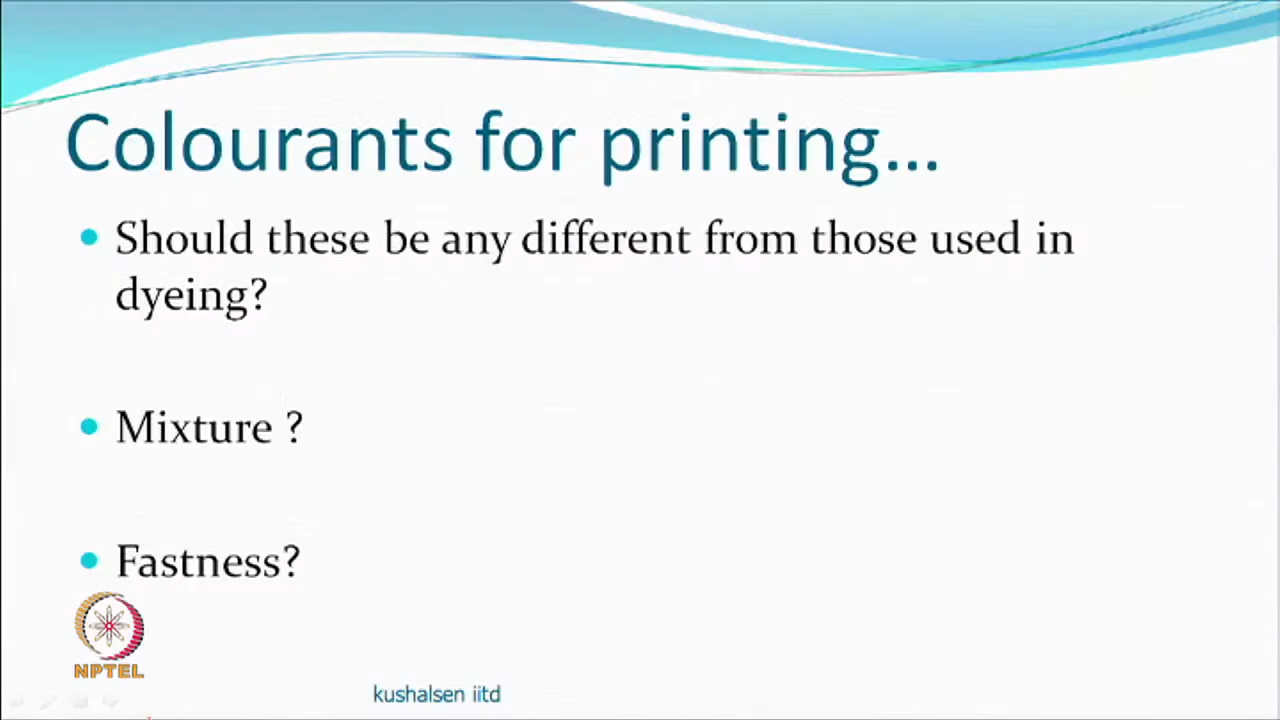 Colourants for printing...
Should these be any different from those used in
dyeing?
Mixture ?
Fastness?
NPTEL
kushalsen iitd